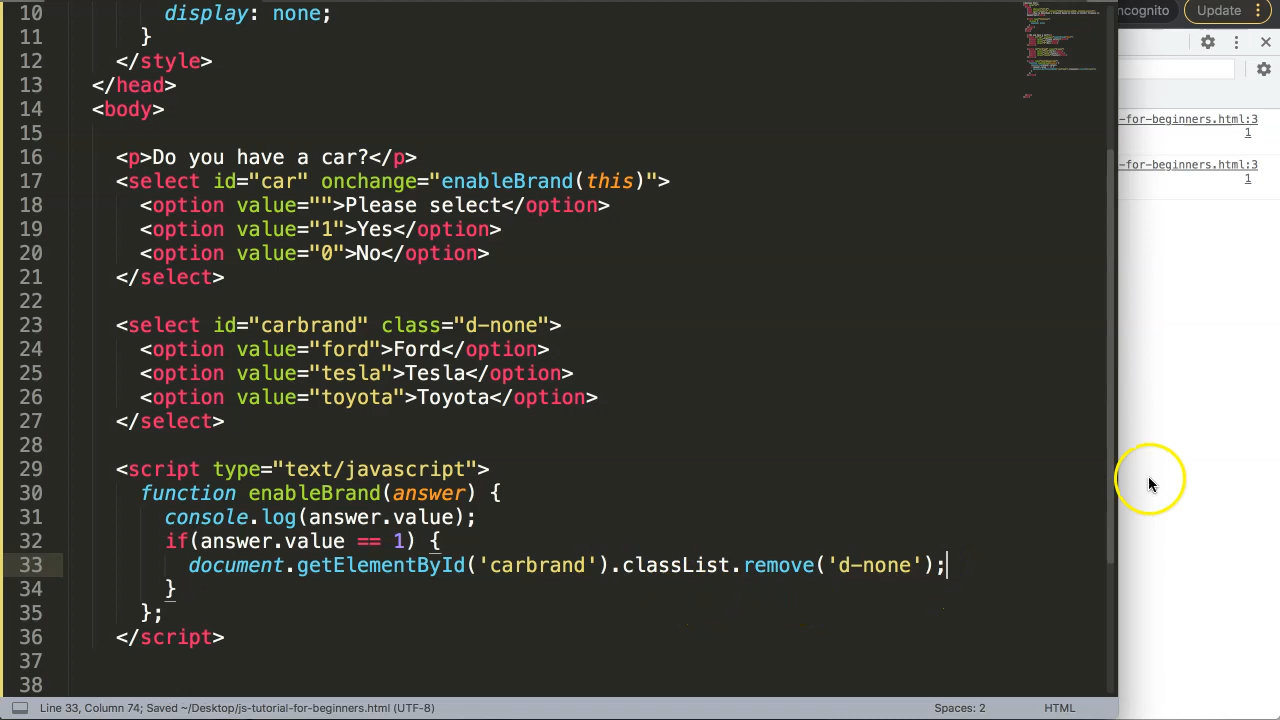 10 display: none;
11 }
12 </style>
13 </head>
14 <body>
15
16 <p>Do you have a car?</p>
17 <select id="car" onchange="enableBrand(this)">
18 <option value="">Please select</option>
19 <option value="1">Yes</option>
20 <option value="0">No</option>
21 </select>
22
23 <select id="carbrand" class="d-none">
24 <option value="ford">Ford</option>
25 <option value="tesla">Tesla</option>
26 <option value="toyota">Toyota</option>
27 </select>
28
29 <script type="text/javascript">
30 function enableBrand(answer) {
31 console.log(answer.value);
32 if(answer.value == 1) {
33 document.getElementById('carbrand').classList.remove('d-none');
34 }
35 };
36 </script>
37
38
Line 33, Column 74; Saved ~/Desktop/js-tutorial-for-beginners.html (UTF-8)
Spaces: 2
HTML
cognito
Update
-for-beginners.html:3
1
-for-beginners.html:3
1